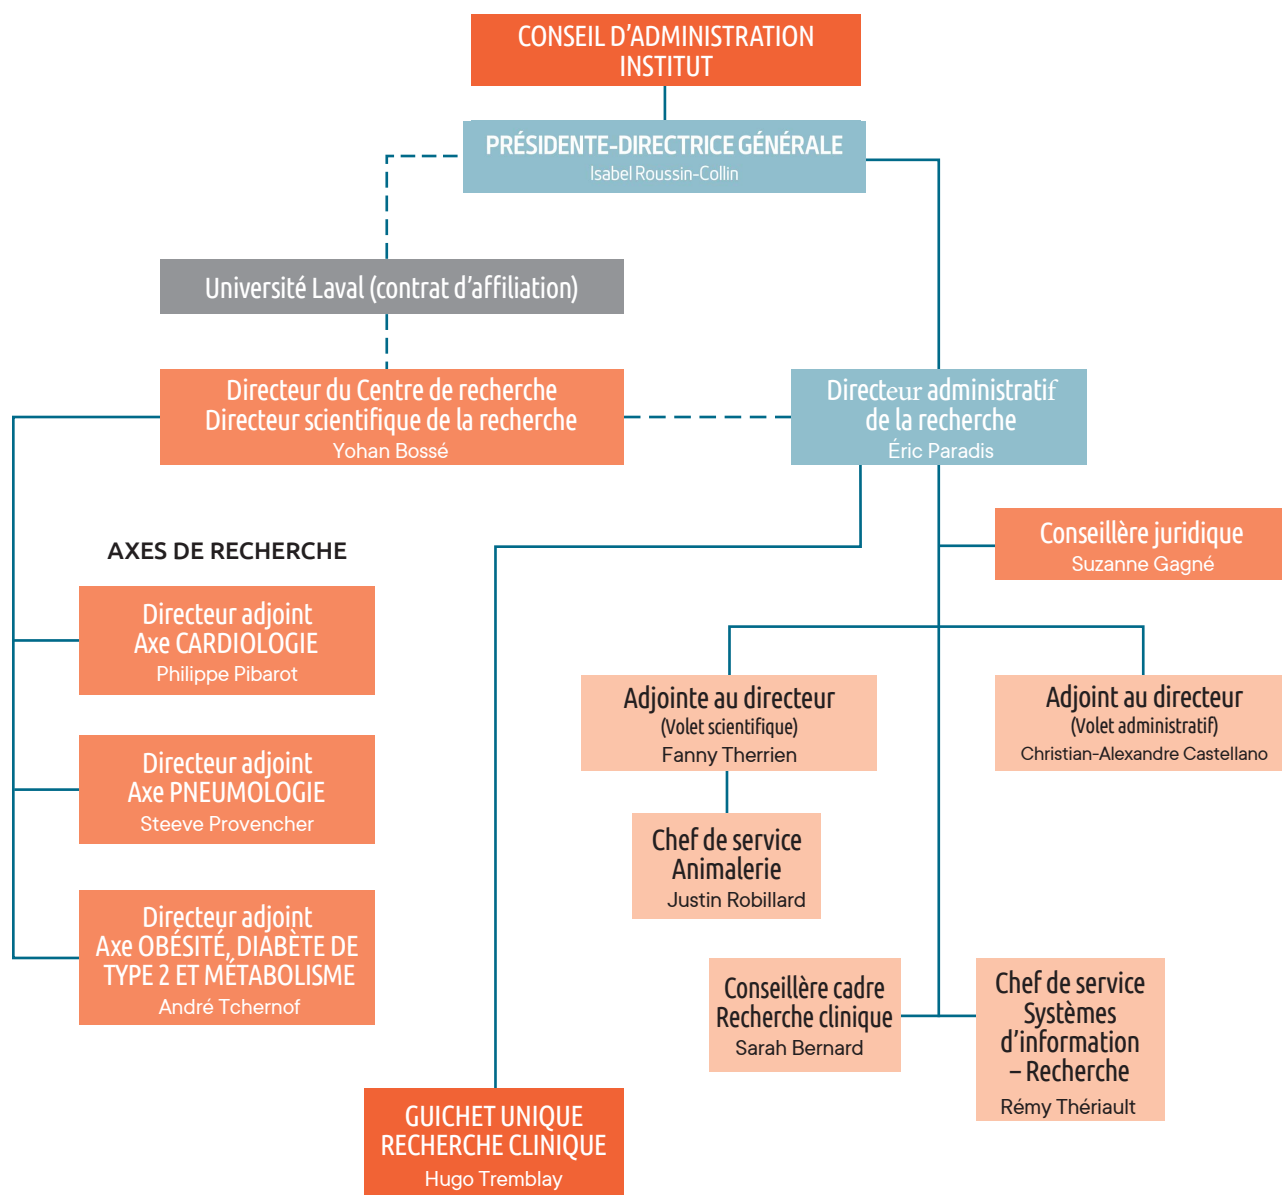 CONSEIL D’ADMINISTRATION
INSTITUT
PRÉSIDENTE-DIRECTRICE GÉNÉRALE
Isabel Roussin-Collin
Université Laval (contrat d’affiliation)
Directeur du Centre de recherche
Directeur scientifique de la recherche
Yohan Bossé
Directeur administratif
de la recherche
Éric Paradis
Conseillère juridique
Suzanne Gagné
AXES DE RECHERCHE
Directeur adjoint
Axe CARDIOLOGIE
Philippe Pibarot
Directeur adjoint
Axe PNEUMOLOGIE
Steeve Provencher
Directeur adjoint
Axe OBÉSITÉ, DIABÈTE DE
TYPE 2 ET MÉTABOLISME
André Tchernof
Adjointe au directeur
(Volet scientifique)
Fanny Therrien
Adjoint au directeur
(Volet administratif)
Christian-Alexandre Castellano
Chef de service
Animalerie
Justin Robillard
Conseillère cadre
Recherche clinique
Sarah Bernard
Chef de service
Systèmes
d’information
– Recherche
Rémy Thériault
GUICHET UNIQUE
RECHERCHE CLINIQUE
Hugo Tremblay